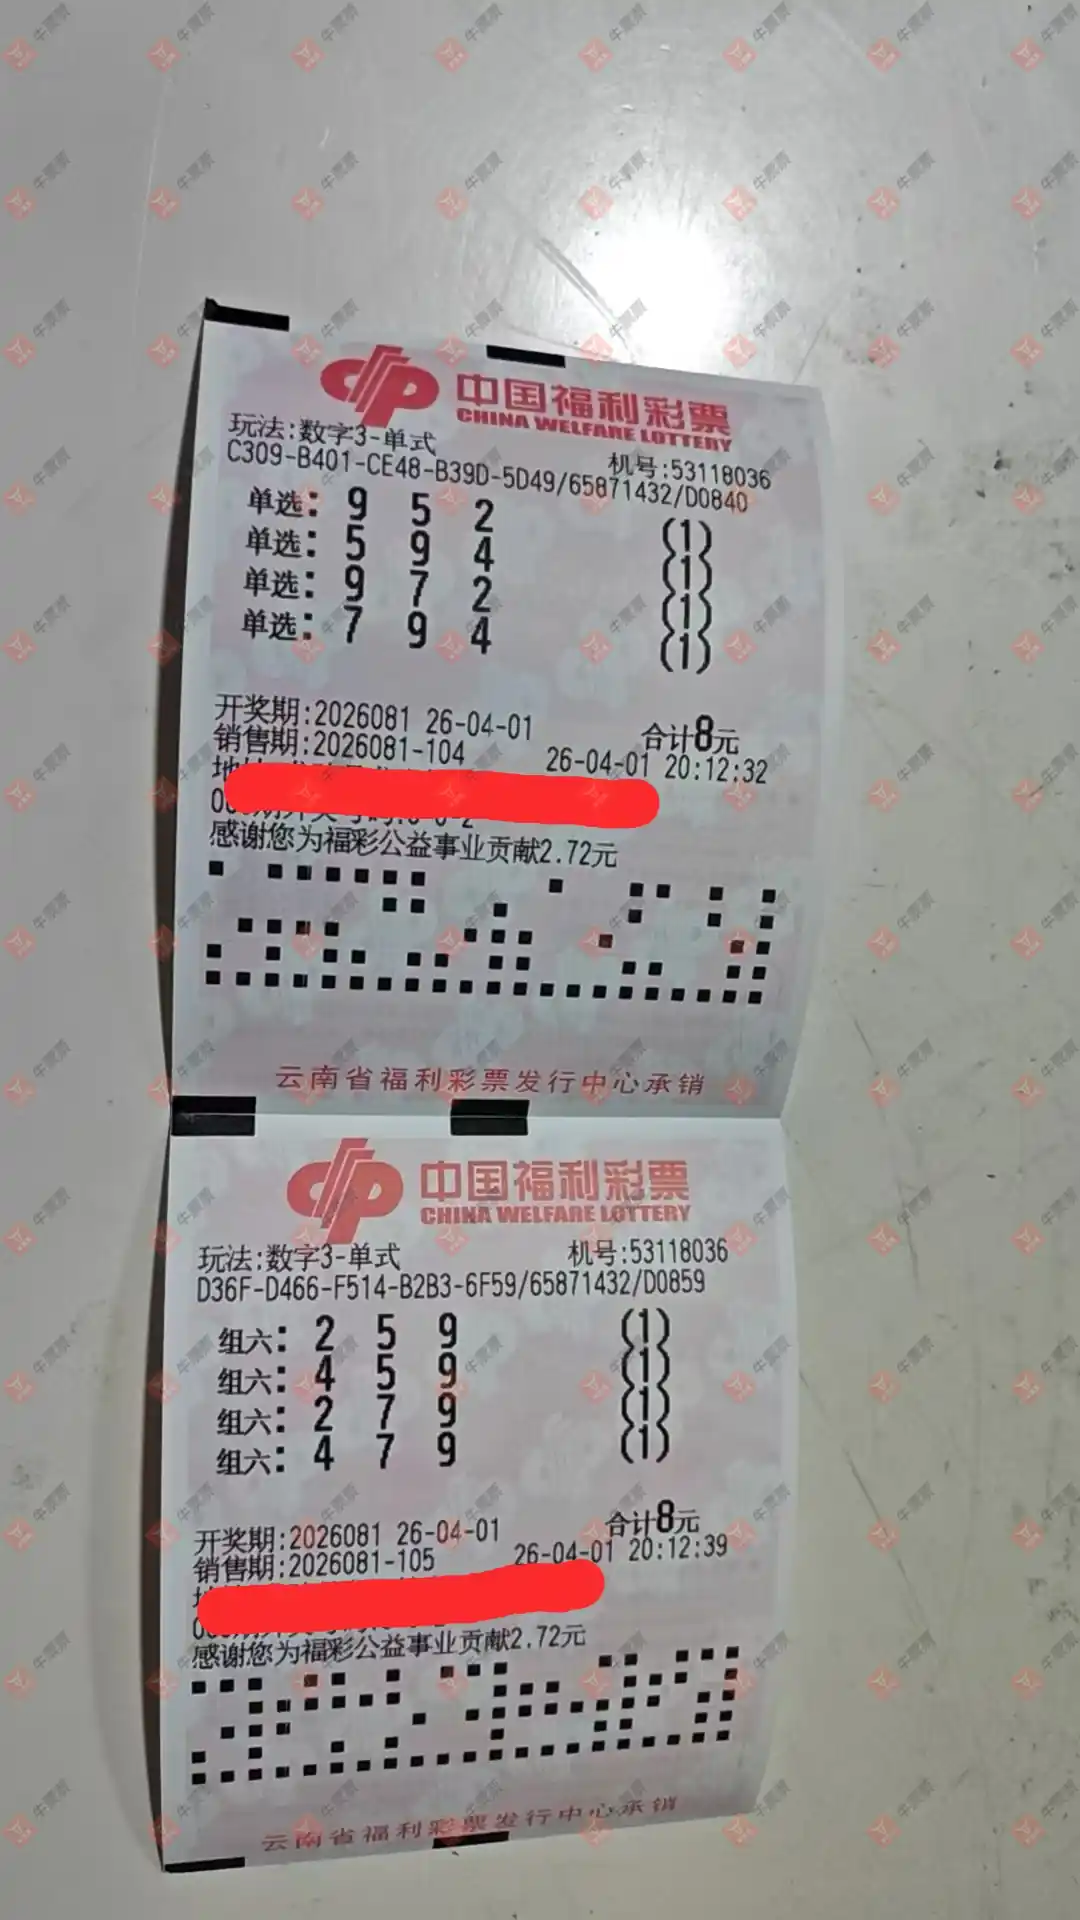 中国福利彩票
CHINA WELFARE LOTTERY
玩法:数字3-单式 机号:53118036
C309-B401-CE48-B39D-5D49/65871432/D0840
单选: 9 5 2 (1)
单选: 5 9 4 (1)
单选: 9 7 2 (1)
单选: 7 9 4 (1)
开奖期:2026081 26-04-01 合计8元
销售期:2026081-104 26-04-01 20:12:32
感谢您为福彩公益事业贡献2.72元
云南省福利彩票发行中心承销
中国福利彩票
CHINA WELFARE LOTTERY
玩法:数字3-单式 机号:53118036
D36F-D466-F514-B2B3-6F59/65871432/D0859
组六: 2 5 9 (1)
组六: 4 5 9 (1)
组六: 2 7 9 (1)
组六: 4 7 9 (1)
开奖期:2026081 26-04-01 合计8元
销售期:2026081-105 26-04-01 20:12:39
感谢您为福彩公益事业贡献2.72元
云南省福利彩票发行中心承销